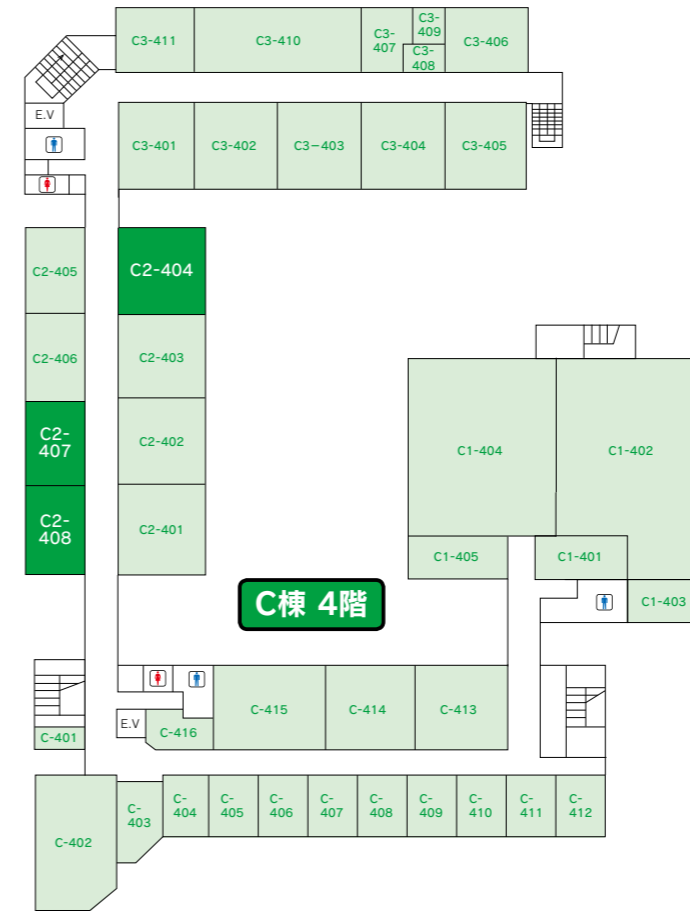 C3-411
C3-410
C3-
407
C3-
409
C3-
408
C3-406
E.V
C3-401
C3-402
C3−403
C3-404
C3-405
C2-405
C2-404
C2-406
C2-403
C2-
407
C2-402
C2-
408
C2-401
C1-404
C1-402
C1-405
C1-401
C1-403
C棟 4階
C-401
E.V
C-416
C-415
C-414
C-413
C-402
C-
403
C-
404
C-
405
C-
406
C-
407
C-
408
C-
409
C-
410
C-
411
C-
412